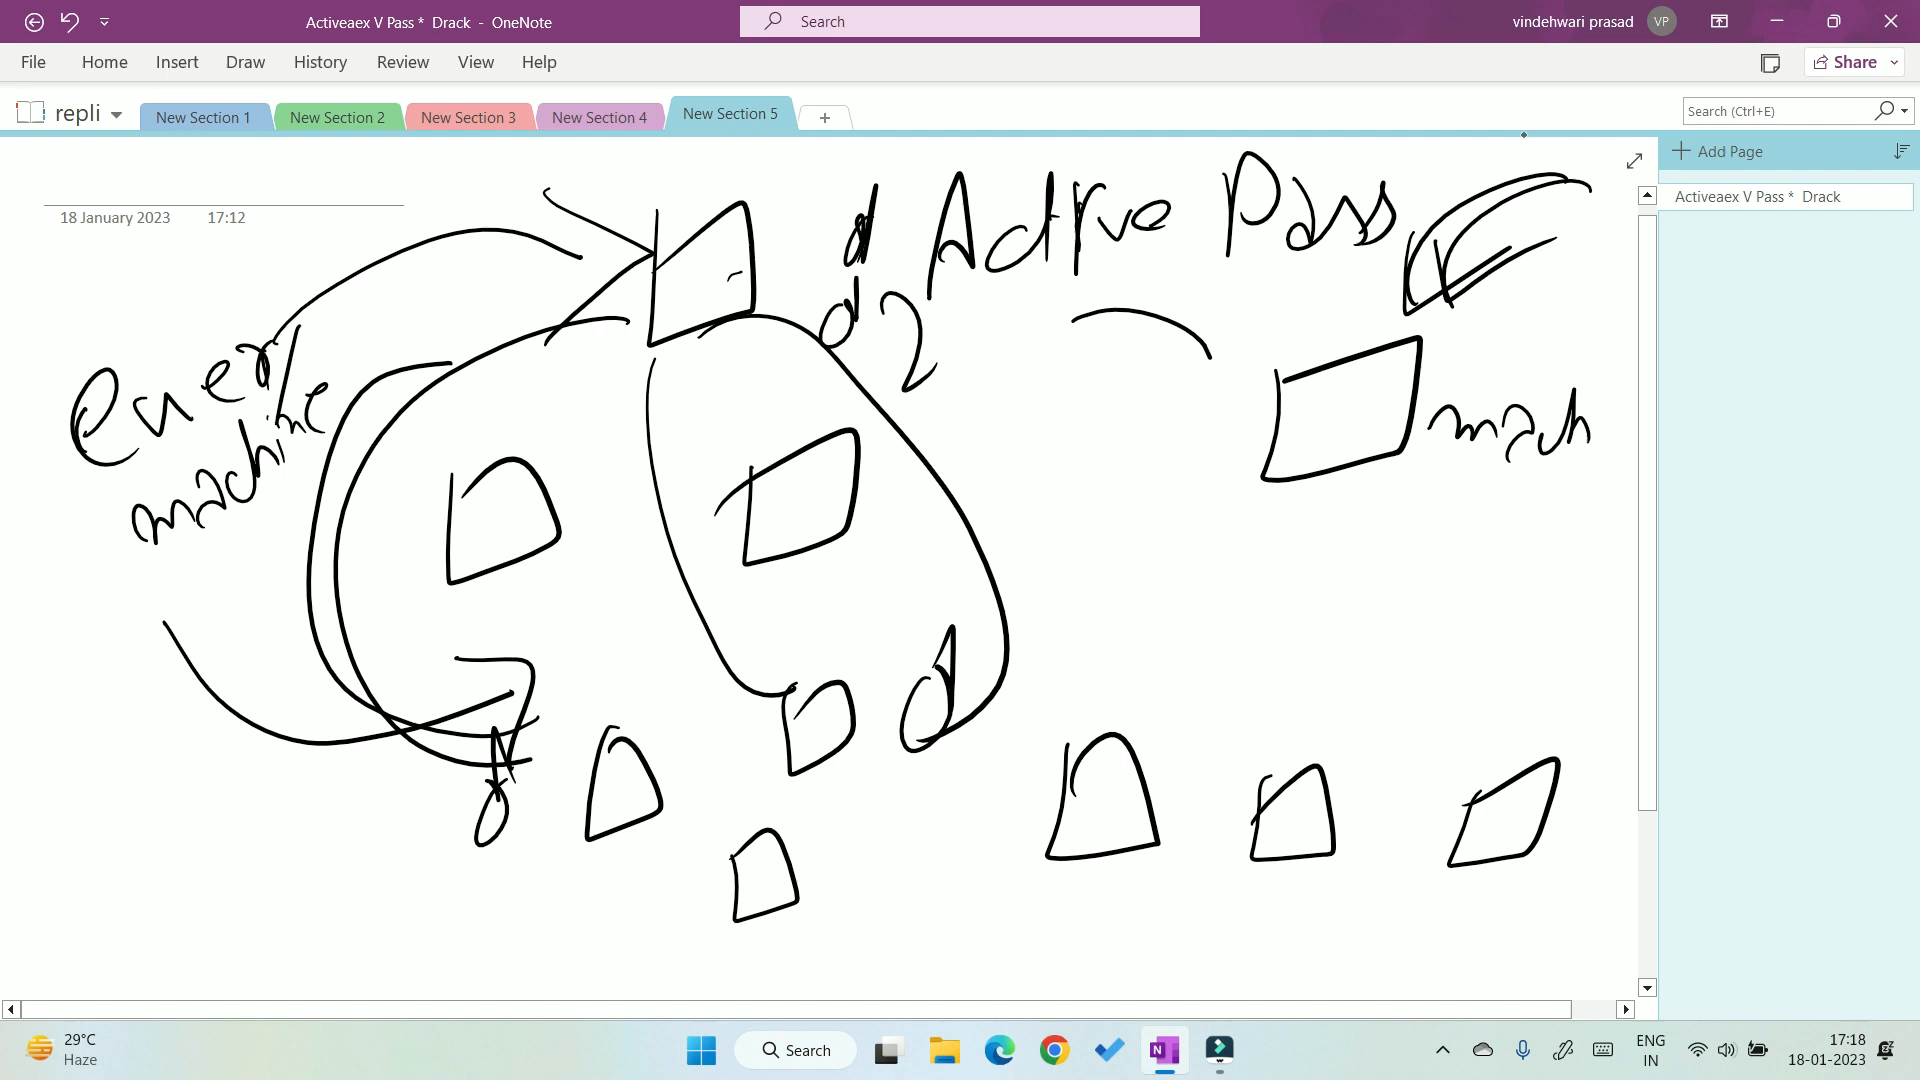 Activeaex V Pass *  Drack  -  OneNote
Search
vindehwari prasad
VP
File Home Insert Draw History Review View Help
Share
repli
New Section 1
New Section 2
New Section 3
New Section 4
New Section 5
Search (Ctrl+E)
Add Page
Activeaex V Pass *  Drack
18 January 2023 17:12
d Active Pass
d2
machine
mach
d
29°C
Haze
Search
ENG
IN
17:18
18-01-2023